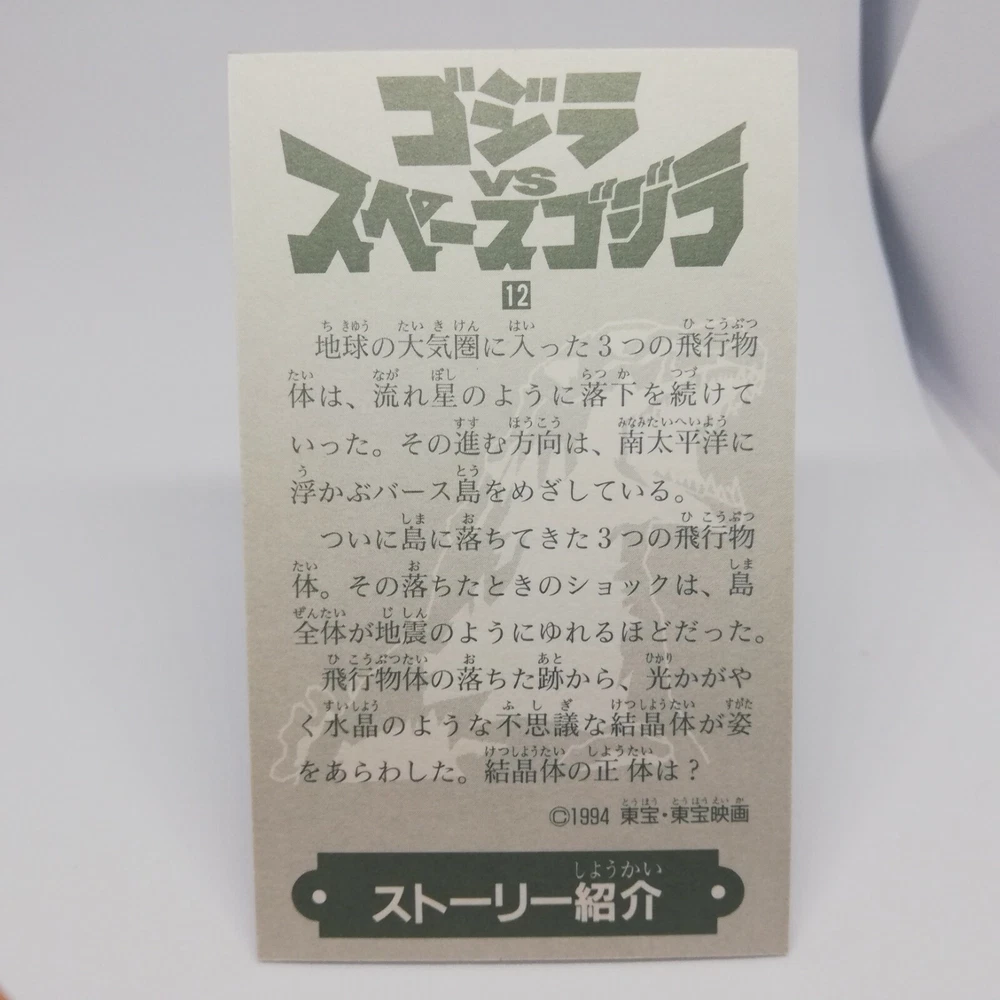 ゴジラ
VS
スペースゴジラ
12
地球の大気圏に入った3つの飛行物
体は、流れ星のように落下を続けて
いった。その進む方向は、南太平洋に
浮かぶバース島をめざしている。
ついに島に落ちてきた3つの飛行物
体。その落ちたときのショックは、島
全体が地震のようにゆれるほどだった。
飛行物体の落ちた跡から、光かがや
く水晶のような不思議な結晶体が姿
をあらわした。結晶体の正体は?
©1994 東宝・東宝映画
ストーリー紹介